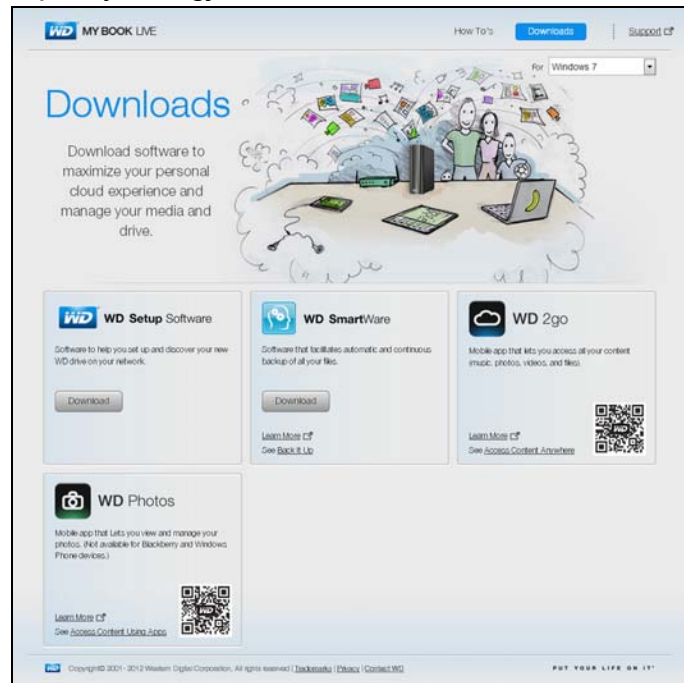 WD MY BOOK LIVE
How To's
Downloads
Support
For Windows 7
Downloads
Download software to
maximize your personal
cloud experience and
manage your media and
drive.
WD WD Setup Software
Software to help you set up and discover your new
WD drive on your network.
Download
WD SmartWare
Software that facilitates automatic and continuous
backup of all your files.
Download
Learn More
See Back It Up
WD 2go
Mobile app that lets you access all your content
(music, photos, videos, and files).
Learn More
See Access Content Anywhere
WD
WD Photos
Mobile app that Lets you view and manage your
photos. (Not available for Blackberry and Windows
Phone devices.)
Learn More
See Access Content Using Apps
WD
WD Copyright© 2001 - 2012 Western Digital Corporation, All rights reserved | Trademarks | Privacy | Contact WD
PUT YOUR LIFE ON IT